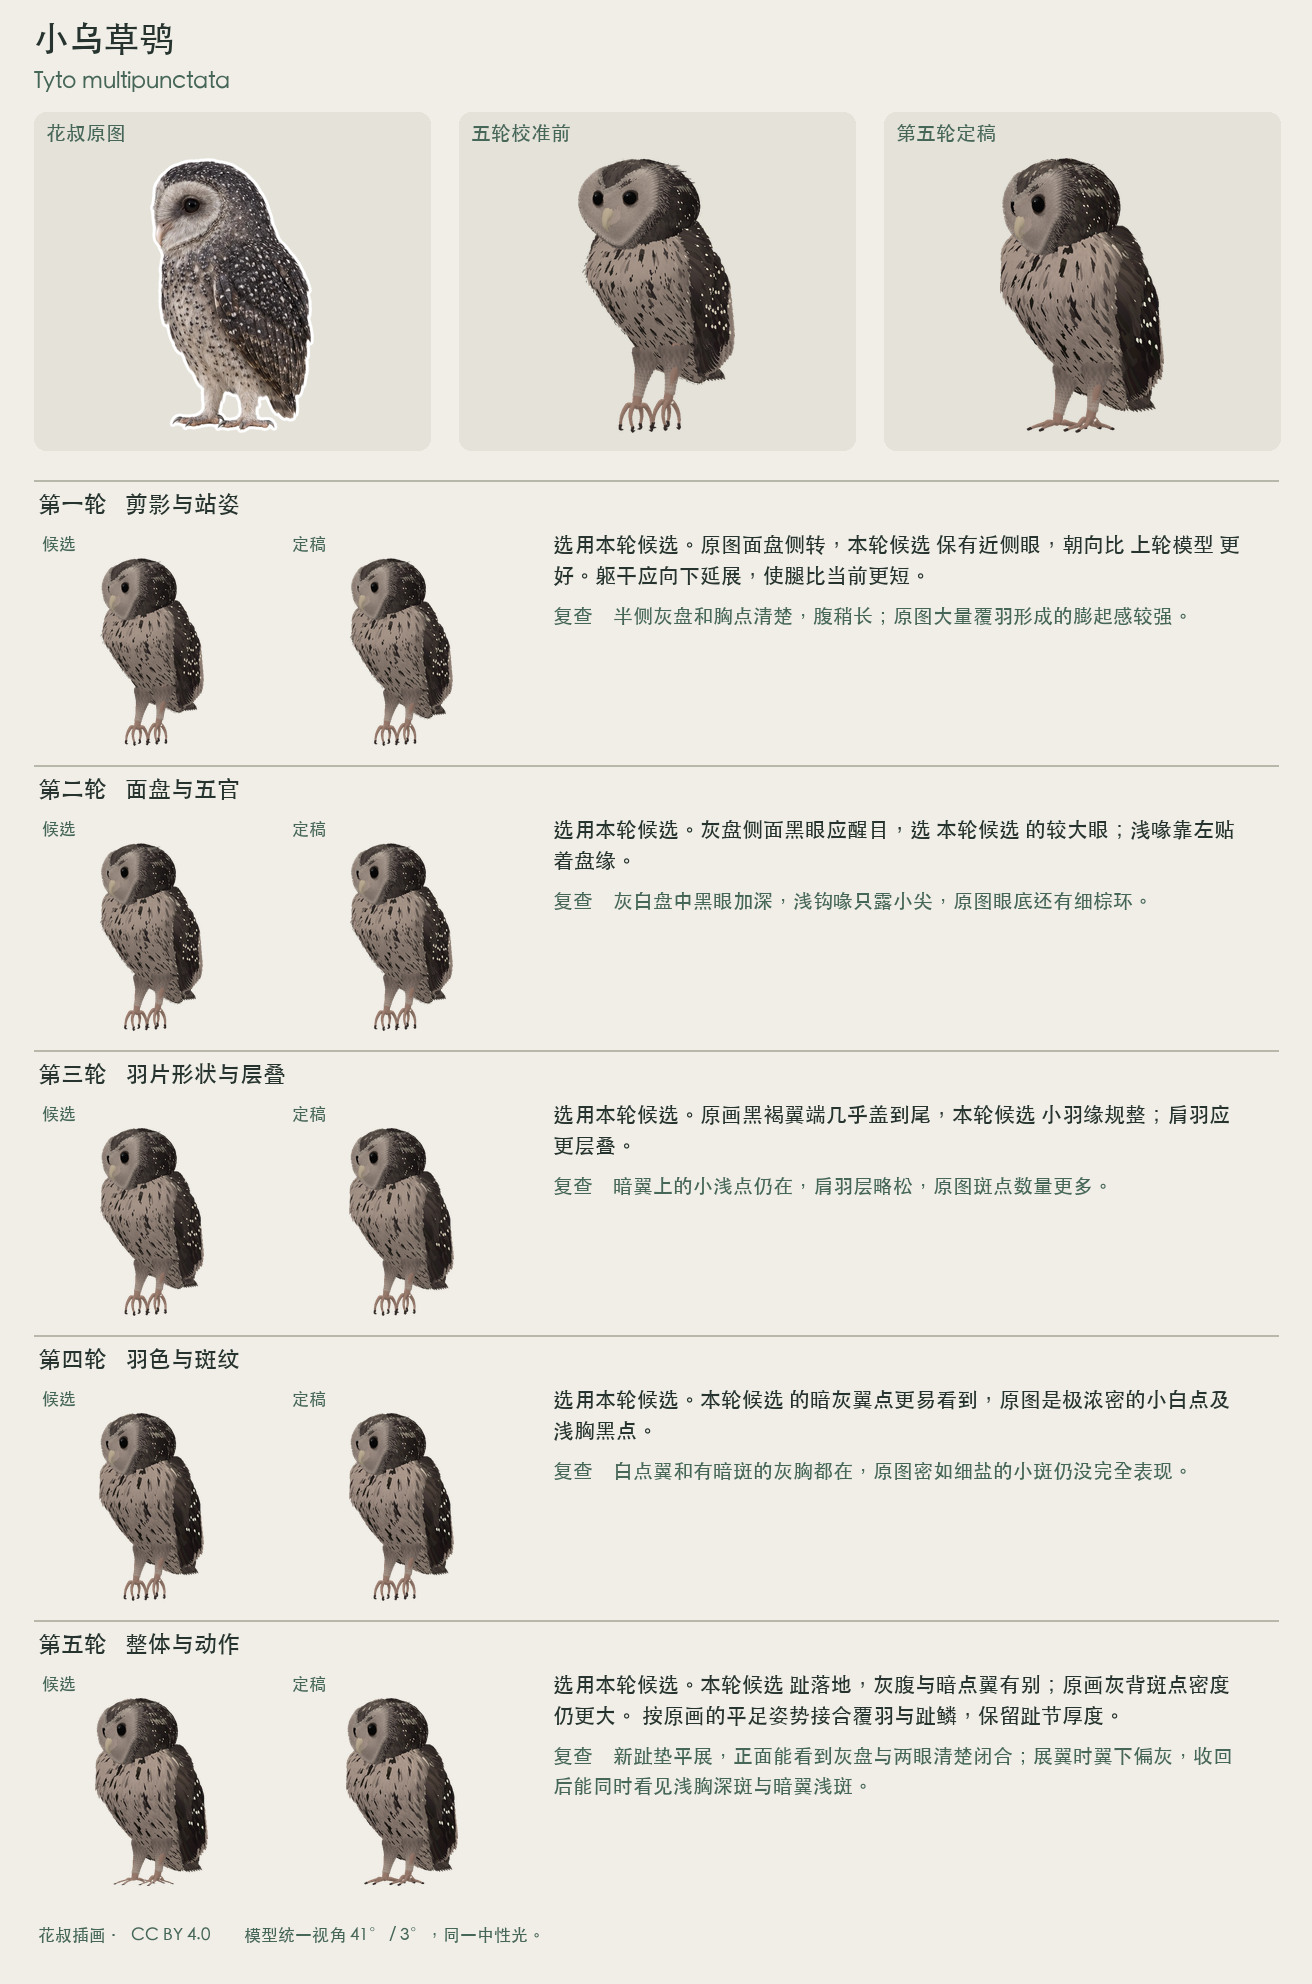 小乌草鸮
Tyto multipunctata
花叔原图
五轮校准前
第五轮定稿
第一轮 剪影与站姿
候选
定稿
选用本轮候选。原图面盘侧转，本轮候选 保有近侧眼，朝向比 上轮模型 更
好。躯干应向下延展，使腿比当前更短。
复查 半侧灰盘和胸点清楚，腹稍长；原图大量覆羽形成的膨起感较强。
第二轮 面盘与五官
候选
定稿
选用本轮候选。灰盘侧面黑眼应醒目，选 本轮候选 的较大眼；浅喙靠左贴
着盘缘。
复查 灰白盘中黑眼加深，浅钩喙只露小尖，原图眼底还有细棕环。
第三轮 羽片形状与层叠
候选
定稿
选用本轮候选。原画黑褐翼端几乎盖到尾，本轮候选 小羽缘规整；肩羽应
更层叠。
复查 暗翼上的小浅点仍在，肩羽层略松，原图斑点数量更多。
第四轮 羽色与斑纹
候选
定稿
选用本轮候选。本轮候选 的暗灰翼点更易看到，原图是极浓密的小白点及
浅胸黑点。
复查 白点翼和有暗斑的灰胸都在，原图密如细盐的小斑仍没完全表现。
第五轮 整体与动作
候选
定稿
选用本轮候选。本轮候选 趾落地，灰腹与暗点翼有别；原画灰背斑点密度
仍更大。 按原画的平足姿势接合覆羽与趾鳞，保留趾节厚度。
复查 新趾垫平展，正面能看到灰盘与两眼清楚闭合；展翼时翼下偏灰，收回
后能同时看见浅胸深斑与暗翼浅斑。
花叔插画 · CC BY 4.0 模型统一视角 41° / 3° ，同一中性光。